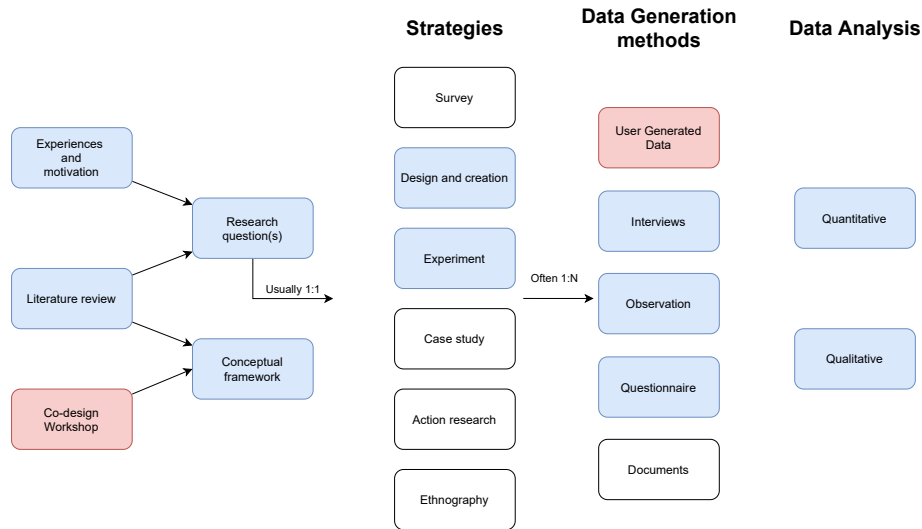 Strategies
Data Generation
methods
Data Analysis
Experiences
and
motivation
Literature review
Co-design
Workshop
Research
question(s)
Conceptual
framework
Usually 1:1
Survey
Design and creation
Experiment
Case study
Action research
Ethnography
Often 1:N
User Generated
Data
Interviews
Observation
Questionnaire
Documents
Quantitative
Qualitative